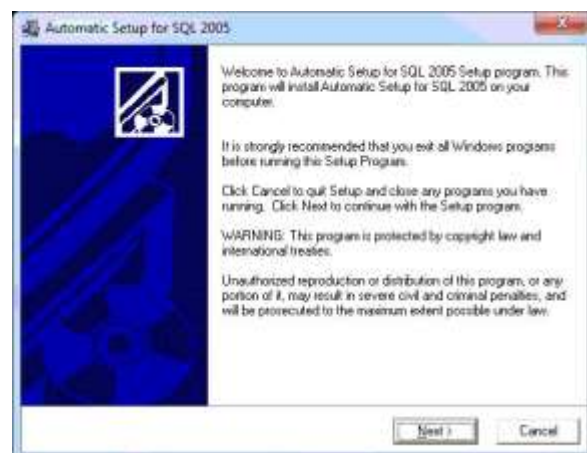 Automatic Setup for SQL 2005
Welcome to Automatic Setup for SQL 2005 Setup program. This
program will install Automatic Setup for SQL 2005 on your
computer.
It is strongly recommended that you exit all Windows programs
before running this Setup Program.
Click Cancel to quit Setup and close any programs you have
running. Click Next to continue with the Setup program.
WARNING: This program is protected by copyright law and
international treaties.
Unauthorized reproduction or distribution of this program, or any
portion of it, may result in severe civil and criminal penalties, and
will be prosecuted to the maximum extent possible under law.
Next >
Cancel